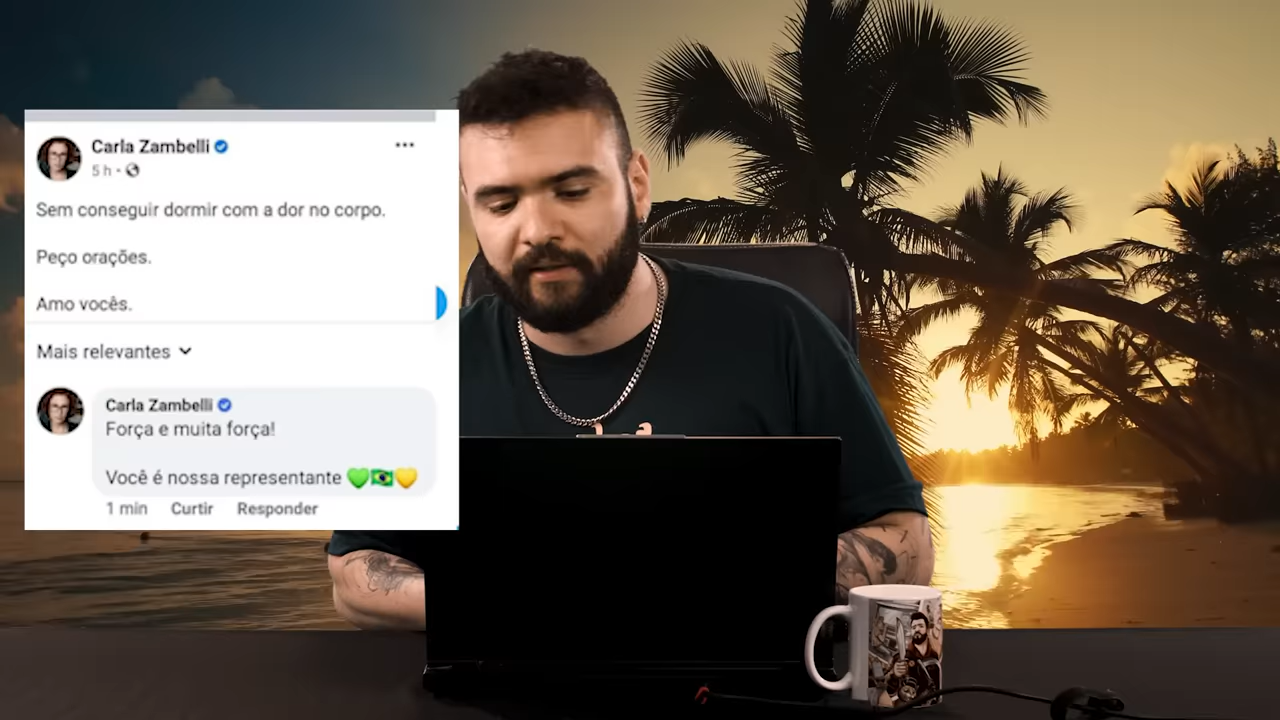 Carla Zambelli
5 h
Sem conseguir dormir com a dor no corpo.
Peço orações.
Amo vocês.
Mais relevantes
Carla Zambelli
Força e muita força!
Você é nossa representante 💚🇧🇷💛
1 min Curtir Responder